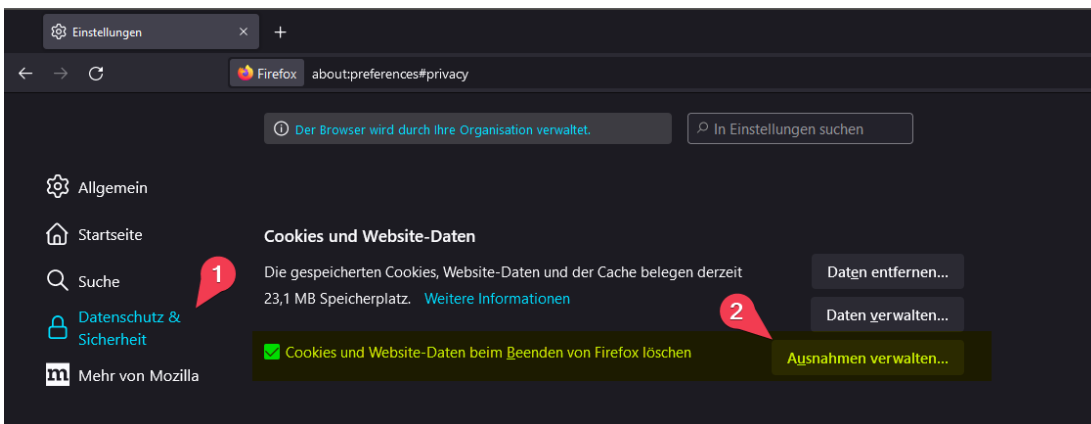 Einstellungen
Firefox about:preferences#privacy
Der Browser wird durch Ihre Organisation verwaltet.
In Einstellungen suchen
Allgemein
Startseite
Suche
1
Datenschutz &
Sicherheit
Mehr von Mozilla
Cookies und Website-Daten
Die gespeicherten Cookies, Website-Daten und der Cache belegen derzeit
23,1 MB Speicherplatz. Weitere Informationen
Daten entfernen...
Daten verwalten...
2
Cookies und Website-Daten beim Beenden von Firefox löschen
Ausnahmen verwalten...